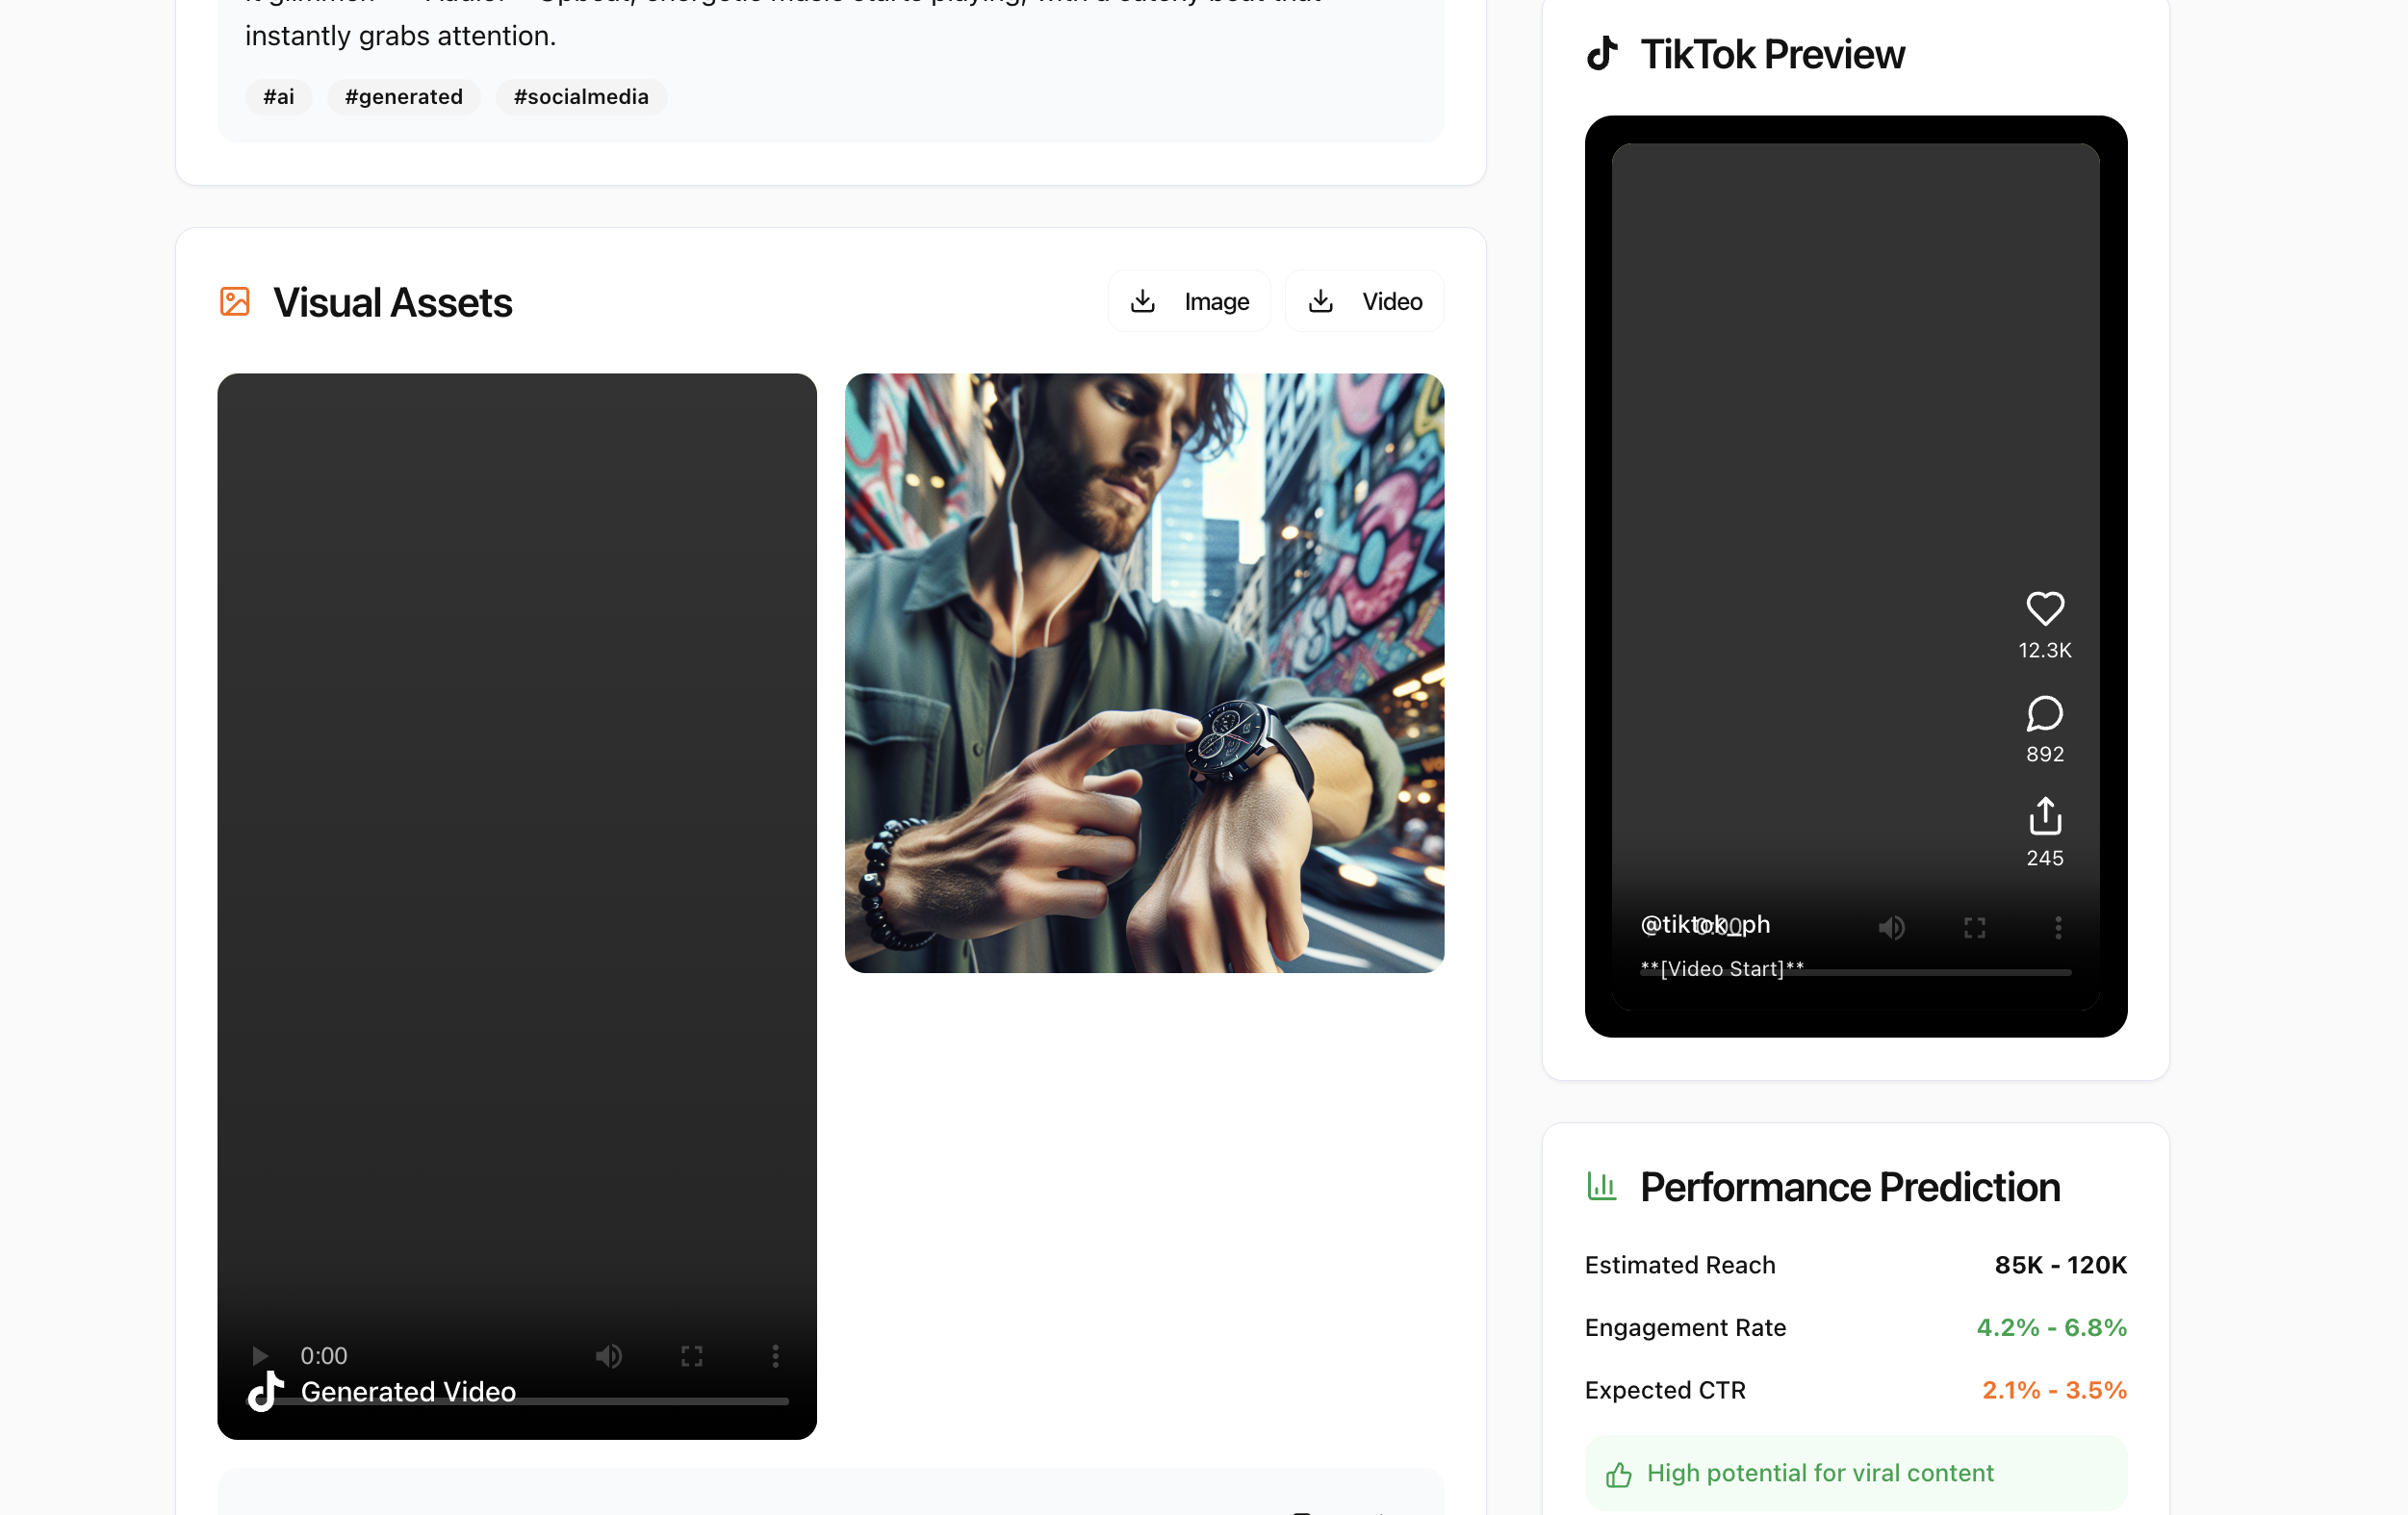 instantly grabs attention.
#ai #generated #socialmedia
Visual Assets
Image Video
0:00
Generated Video
TikTok Preview
12.3K
892
245
@tiktok_ph
0:00
**[Video Start]**
Performance Prediction
Estimated Reach 85K - 120K
Engagement Rate 4.2% - 6.8%
Expected CTR 2.1% - 3.5%
High potential for viral content